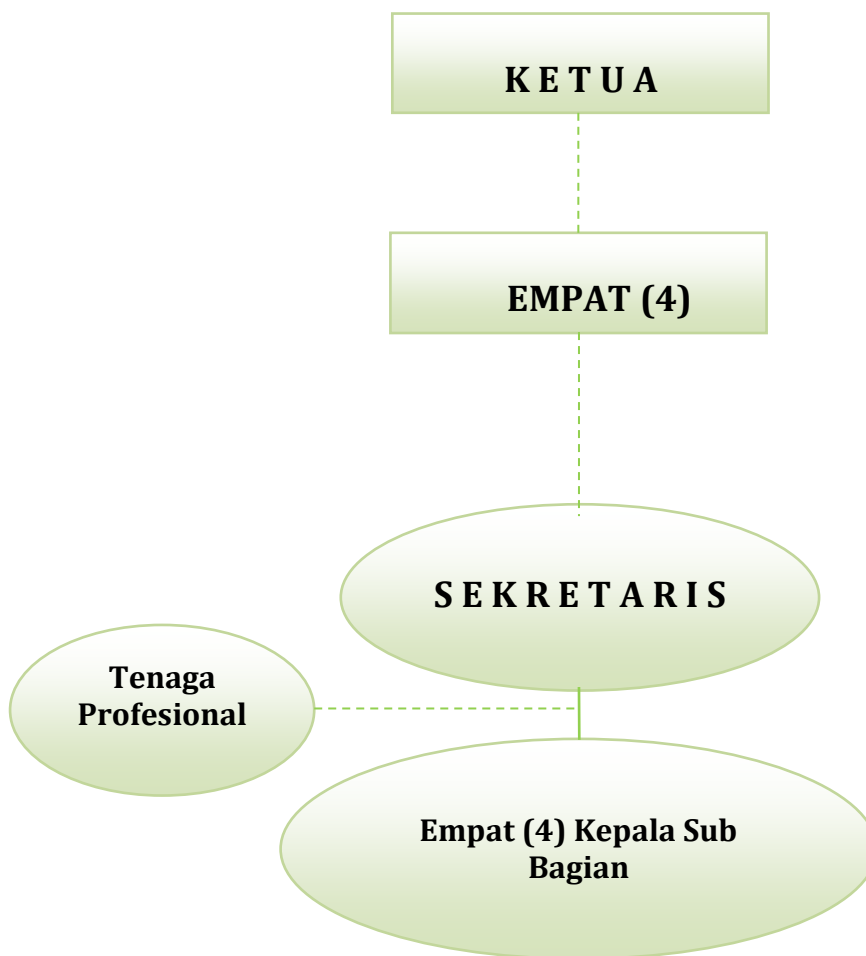 K E T U A
EMPAT (4)
S E K R E T A R I S
Tenaga
Profesional
Empat (4) Kepala Sub
Bagian